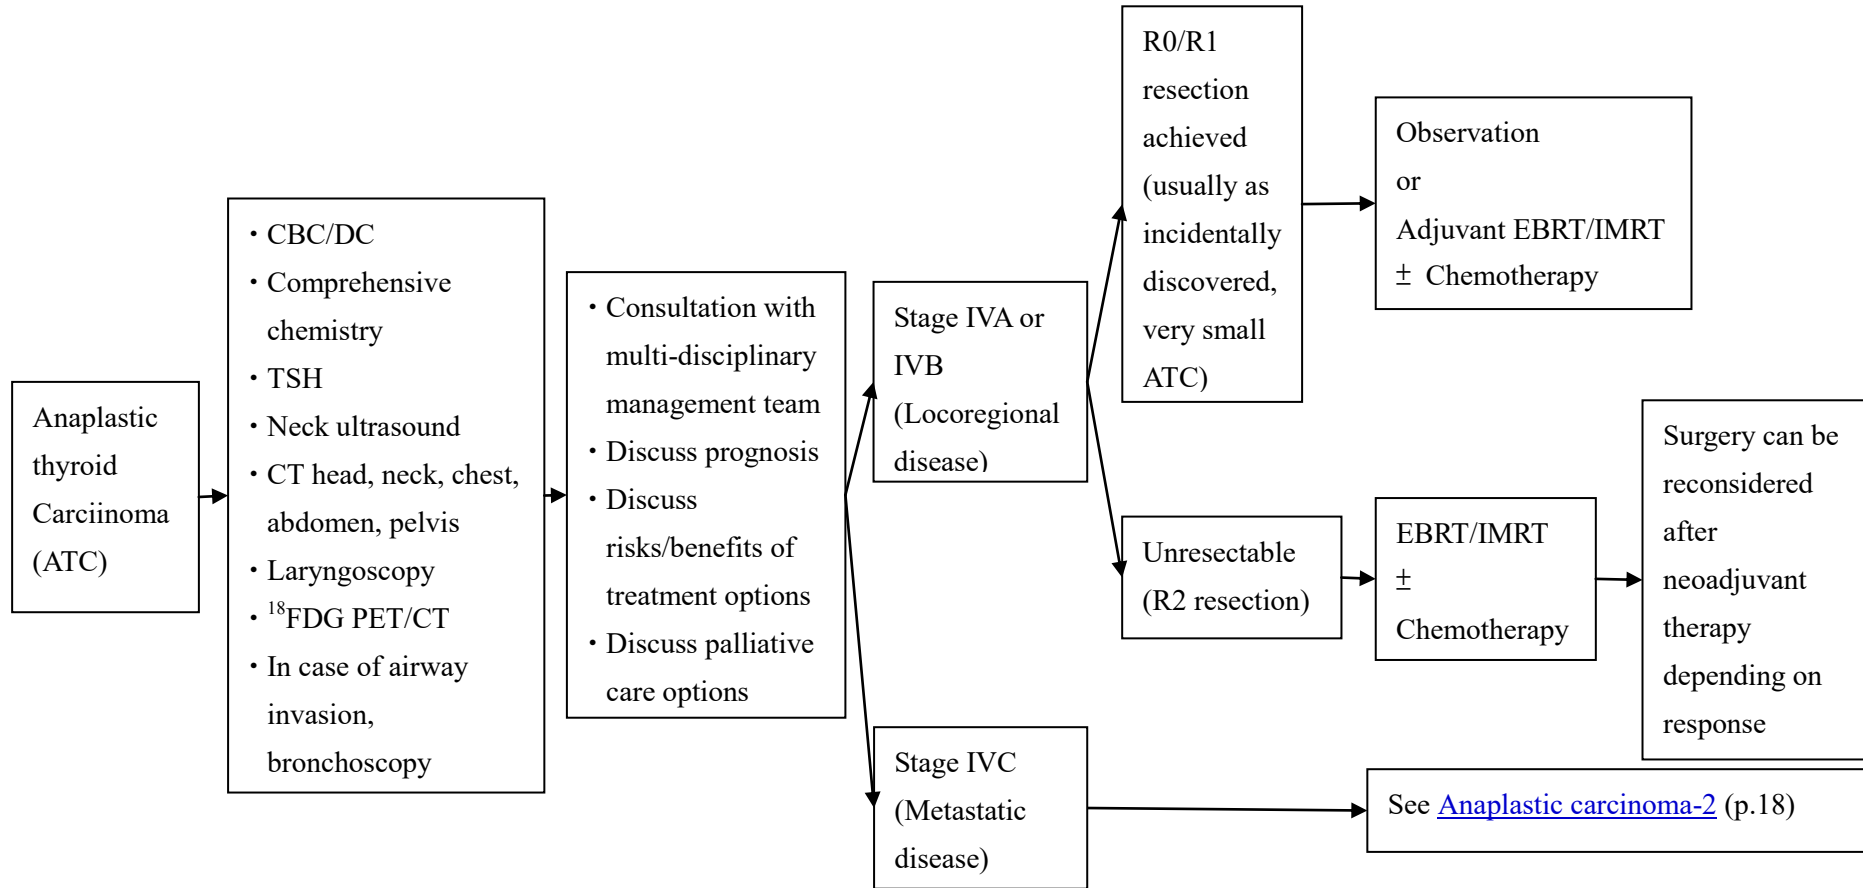 Anaplastic
thyroid
Carciinoma
(ATC)
・CBC/DC
・Comprehensive
chemistry
・TSH
・Neck ultrasound
・CT head, neck, chest,
abdomen, pelvis
・Laryngoscopy
・18FDG PET/CT
・In case of airway
invasion,
bronchoscopy
・Consultation with
multi-disciplinary
management team
・Discuss prognosis
・Discuss
risks/benefits of
treatment options
・Discuss palliative
care options
Stage IVA or
IVB
(Locoregional
disease)
R0/R1
resection
achieved
(usually as
incidentally
discovered,
very small
ATC)
Observation
or
Adjuvant EBRT/IMRT
± Chemotherapy
Unresectable
(R2 resection)
EBRT/IMRT
±
Chemotherapy
Surgery can be
reconsidered
after
neoadjuvant
therapy
depending on
response
Stage IVC
(Metastatic
disease)
See Anaplastic carcinoma-2 (p.18)